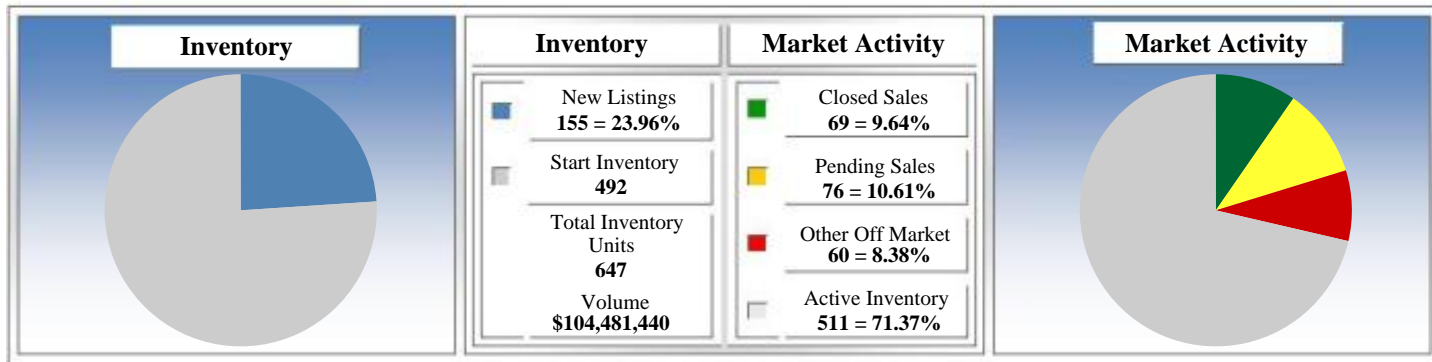 Inventory
Inventory
Market Activity
Market Activity
New Listings
155 = 23.96%
Start Inventory
492
Total Inventory
Units
647
Volume
$104,481,440
Closed Sales
69 = 9.64%
Pending Sales
76 = 10.61%
Other Off Market
60 = 8.38%
Active Inventory
511 = 71.37%